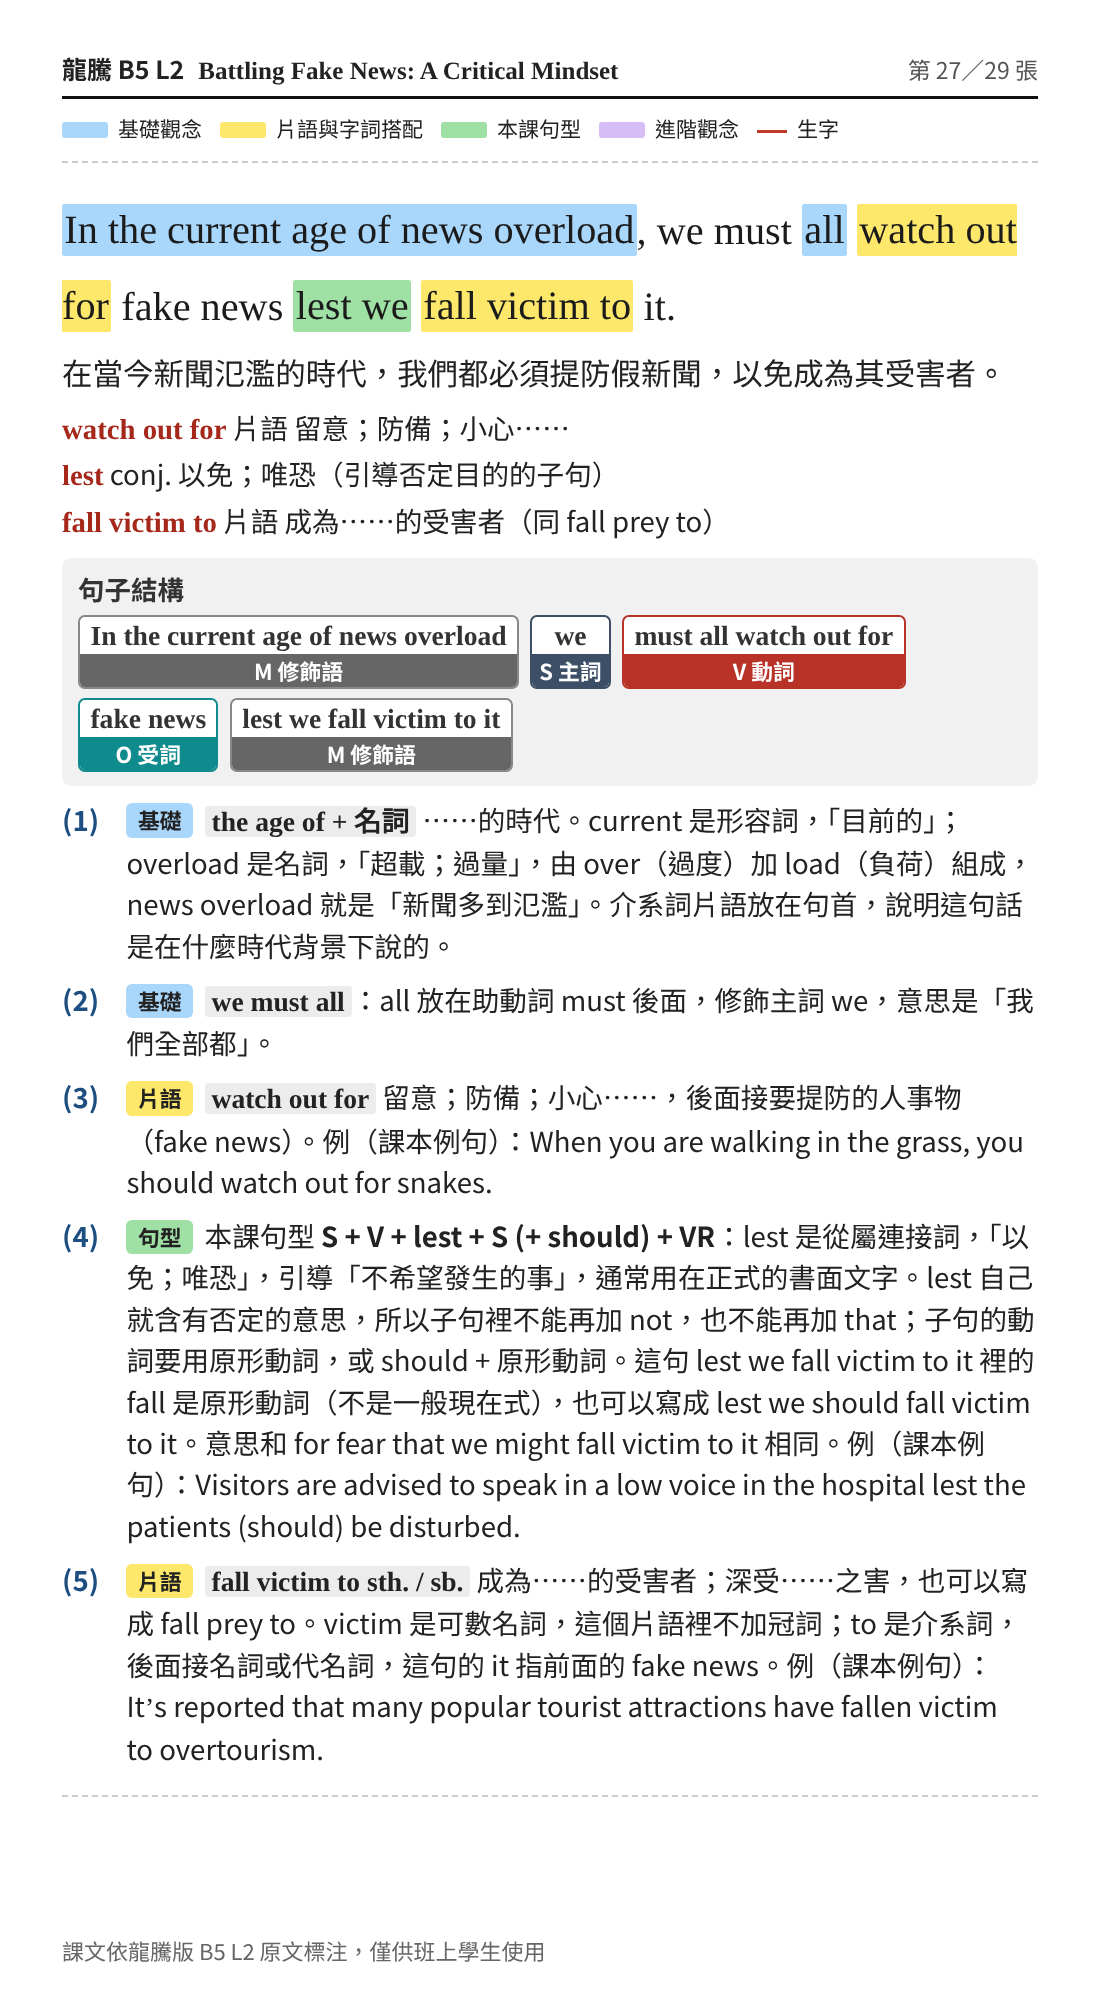 龍騰 B5 L2 Battling Fake News: A Critical Mindset 第 27／29 張
基礎觀念 片語與字詞搭配 本課句型 進階觀念 生字
In the current age of news overload, we must all watch out
for fake news lest we fall victim to it.
在當今新聞氾濫的時代，我們都必須提防假新聞，以免成為其受害者。
watch out for 片語 留意；防備；小心⋯⋯
lest conj. 以免；唯恐（引導否定目的的子句）
fall victim to 片語 成為⋯⋯的受害者（同 fall prey to）
句子結構
In the current age of news overload we must all watch out for
M 修飾語 S 主詞 V 動詞
fake news lest we fall victim to it
O 受詞 M 修飾語
(1) 基礎 the age of + 名詞 ⋯⋯的時代。current 是形容詞，「目前的」；
overload 是名詞，「超載；過量」，由 over（過度）加 load（負荷）組成，
news overload 就是「新聞多到氾濫」。介系詞片語放在句首，說明這句話
是在什麼時代背景下說的。
(2) 基礎 we must all：all 放在助動詞 must 後面，修飾主詞 we，意思是「我
們全部都」。
(3) 片語 watch out for 留意；防備；小心⋯⋯，後面接要提防的人事物
（fake news）。例（課本例句）：When you are walking in the grass, you
should watch out for snakes.
(4) 句型 本課句型 S + V + lest + S (+ should) + VR：lest 是從屬連接詞，「以
免；唯恐」，引導「不希望發生的事」，通常用在正式的書面文字。lest 自己
就含有否定的意思，所以子句裡不能再加 not，也不能再加 that；子句的動
詞要用原形動詞，或 should + 原形動詞。這句 lest we fall victim to it 裡的
fall 是原形動詞（不是一般現在式），也可以寫成 lest we should fall victim
to it。意思和 for fear that we might fall victim to it 相同。例（課本例
句）：Visitors are advised to speak in a low voice in the hospital lest the
patients (should) be disturbed.
(5) 片語 fall victim to sth. / sb. 成為⋯⋯的受害者；深受⋯⋯之害，也可以寫
成 fall prey to。victim 是可數名詞，這個片語裡不加冠詞；to 是介系詞，
後面接名詞或代名詞，這句的 it 指前面的 fake news。例（課本例句）：
It’s reported that many popular tourist attractions have fallen victim
to overtourism.
課文依龍騰版 B5 L2 原文標注，僅供班上學生使用